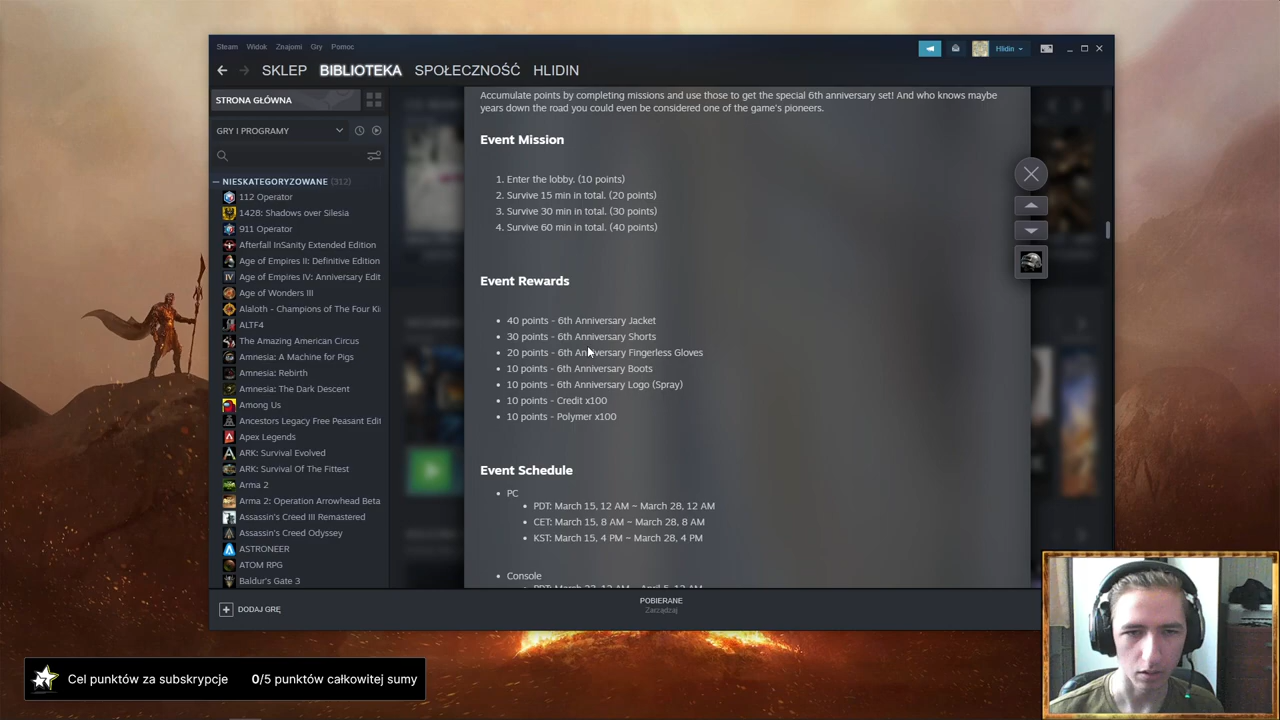 Steam Widok Znajomi Gry Pomoc
Hlidin
SKLEP BIBLIOTEKA SPOŁECZNOŚĆ HLIDIN
STRONA GŁÓWNA
GRY I PROGRAMY
NIESKATEGORYZOWANE (312)
112 Operator
1428: Shadows over Silesia
911 Operator
Afterfall InSanity Extended Edition
Age of Empires II: Definitive Edition
Age of Empires IV: Anniversary Edit
Age of Wonders III
Alaloth - Champions of The Four Ki
ALTF4
The Amazing American Circus
Amnesia: A Machine for Pigs
Amnesia: Rebirth
Amnesia: The Dark Descent
Among Us
Ancestors Legacy Free Peasant Edit
Apex Legends
ARK: Survival Evolved
ARK: Survival Of The Fittest
Arma 2
Arma 2: Operation Arrowhead Beta
Assassin's Creed III Remastered
Assassin's Creed Odyssey
ASTRONEER
ATOM RPG
Baldur's Gate 3
DODAJ GRĘ
Accumulate points by completing missions and use those to get the special 6th anniversary set! And who knows maybe
years down the road you could even be considered one of the game's pioneers.
Event Mission
1. Enter the lobby. (10 points)
2. Survive 15 min in total. (20 points)
3. Survive 30 min in total. (30 points)
4. Survive 60 min in total. (40 points)
Event Rewards
40 points - 6th Anniversary Jacket
30 points - 6th Anniversary Shorts
20 points - 6th Anniversary Fingerless Gloves
10 points - 6th Anniversary Boots
10 points - 6th Anniversary Logo (Spray)
10 points - Credit x100
10 points - Polymer x100
Event Schedule
PC
PDT: March 15, 12 AM – March 28, 12 AM
CET: March 15, 8 AM – March 28, 8 AM
KST: March 15, 4 PM – March 28, 4 PM
Console
POBIERANE
Zarządzaj
Cel punktów za subskrypcje 0/5 punktów całkowitej sumy